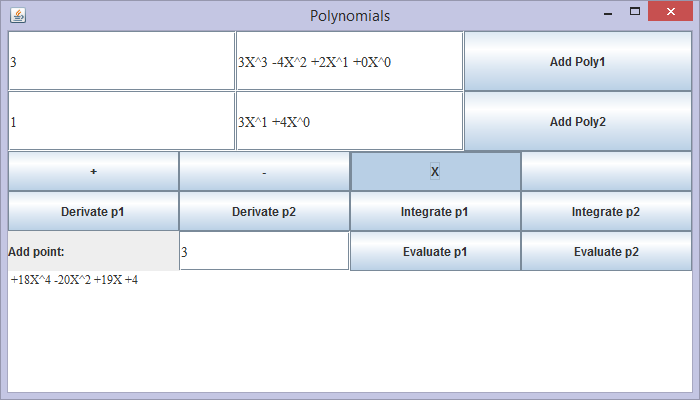 Polynomials
3 3X^3 -4X^2 +2X^1 +0X^0 Add Poly1
1 3X^1 +4X^0 Add Poly2
+ - X
Derivate p1 Derivate p2 Integrate p1 Integrate p2
Add point: 3 Evaluate p1 Evaluate p2
+18X^4 -20X^2 +19X +4